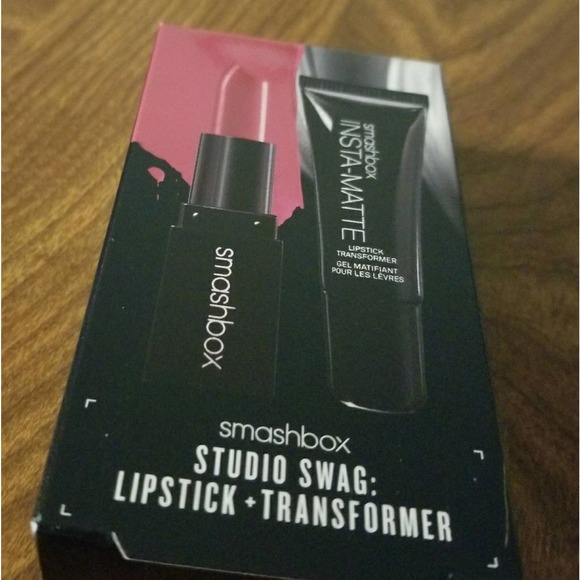 smashbox
smashbox
INSTA-MATTE
LIPSTICK
TRANSFORMER
GEL MATIFIANT
POUR LES LÈVRES
smashbox
STUDIO SWAG:
LIPSTICK + TRANSFORMER